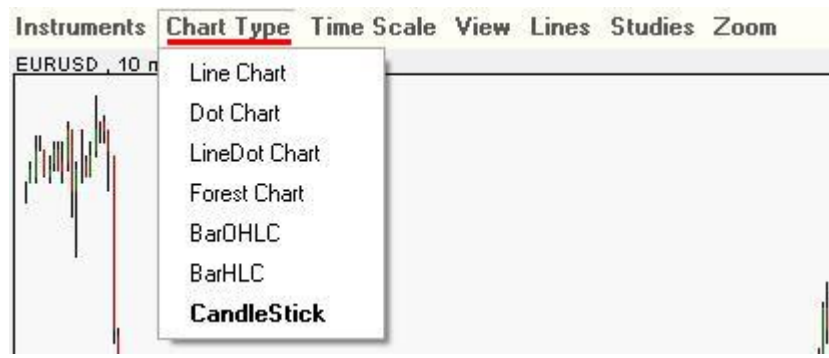 Instruments Chart Type Time Scale View Lines Studies Zoom
EURUSD , 10 m
Line Chart
Dot Chart
LineDot Chart
Forest Chart
BarOHLC
BarHLC
CandleStick